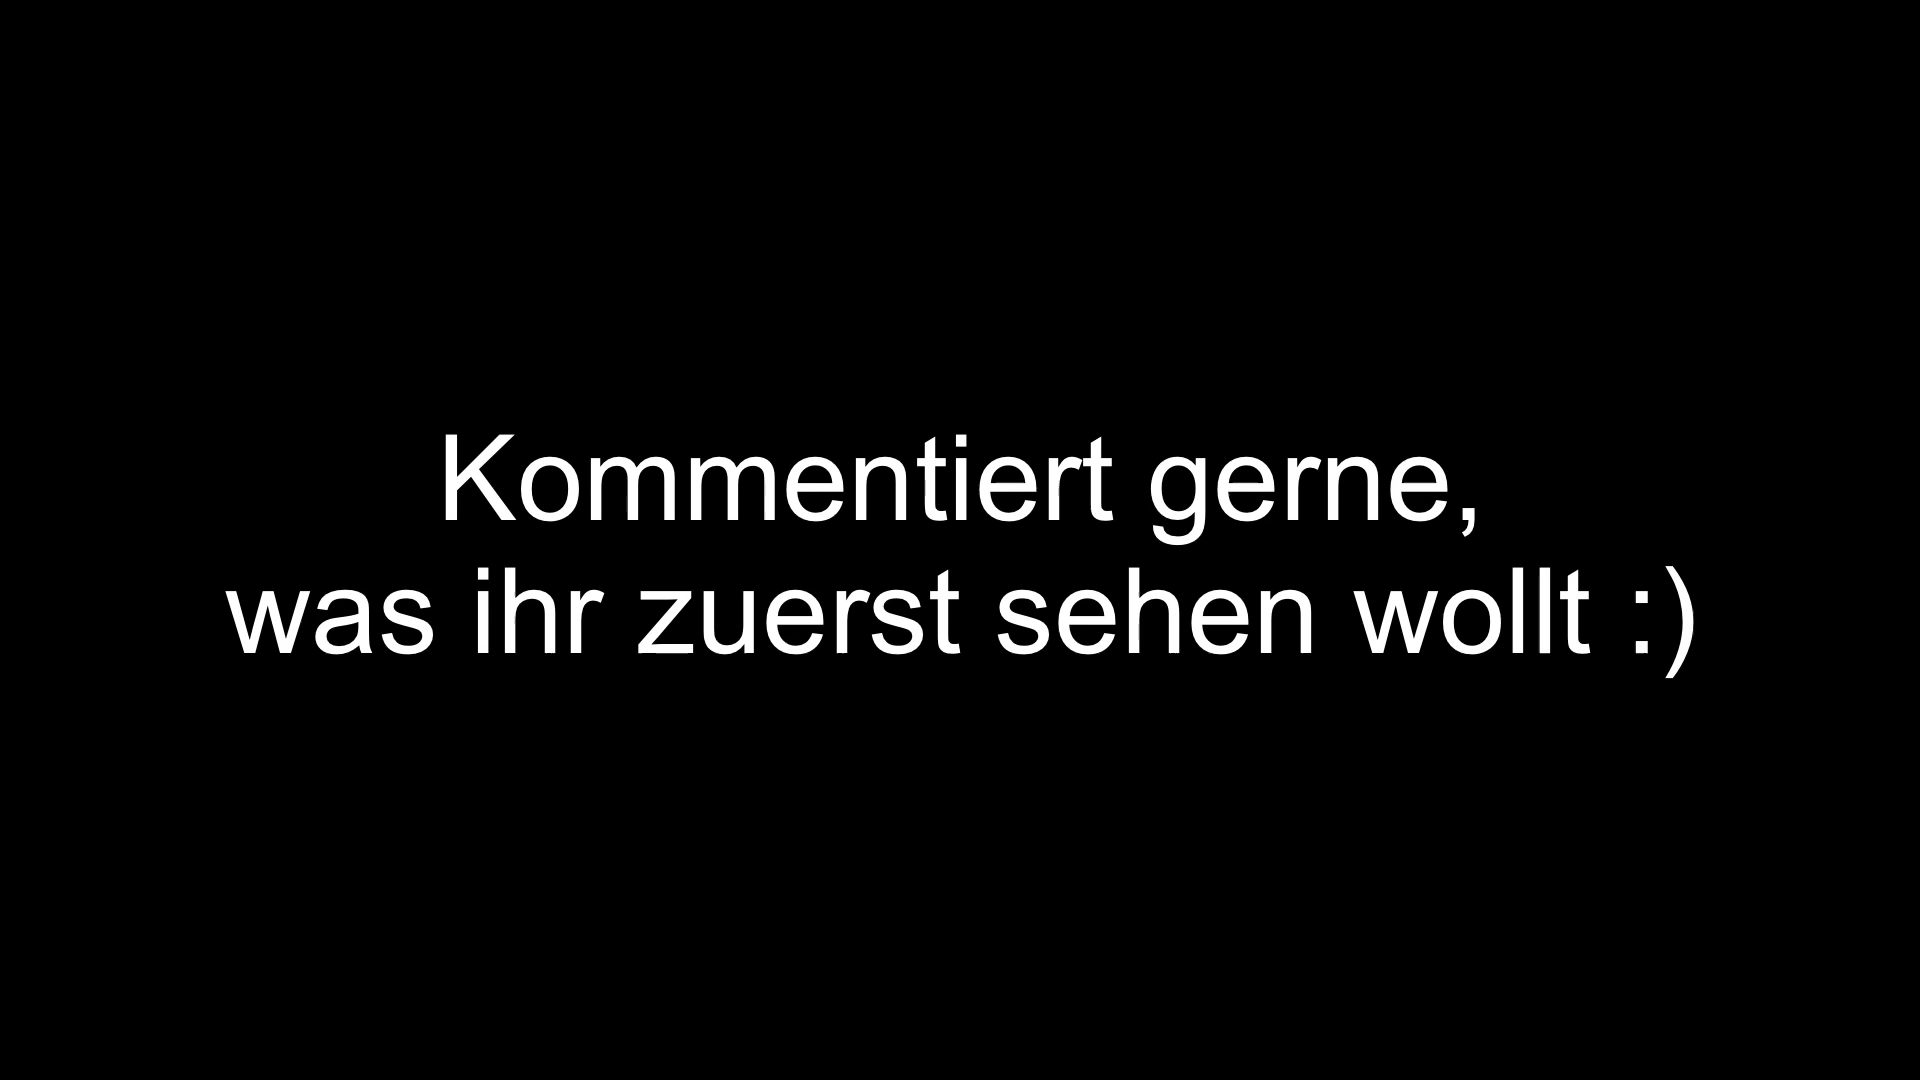 Kommentiert gerne,
was ihr zuerst sehen wollt :)